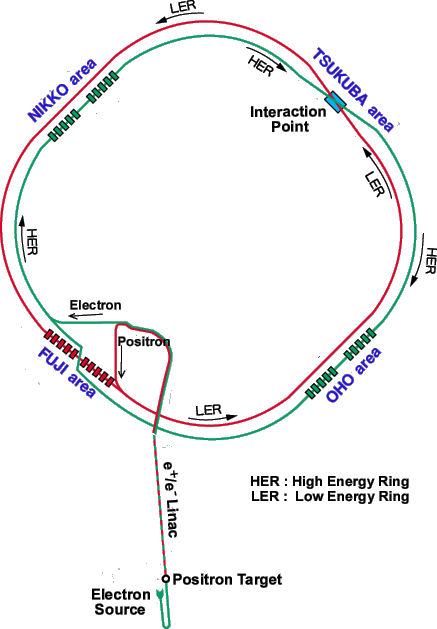 LER
HER
NIKKO area
TSUKUBA area
Interaction
Point
LER
HER
HER
Electron
Positron
FUJI area
OHO area
LER
e+/e- Linac
HER : High Energy Ring
LER : Low Energy Ring
Positron Target
Electron
Source